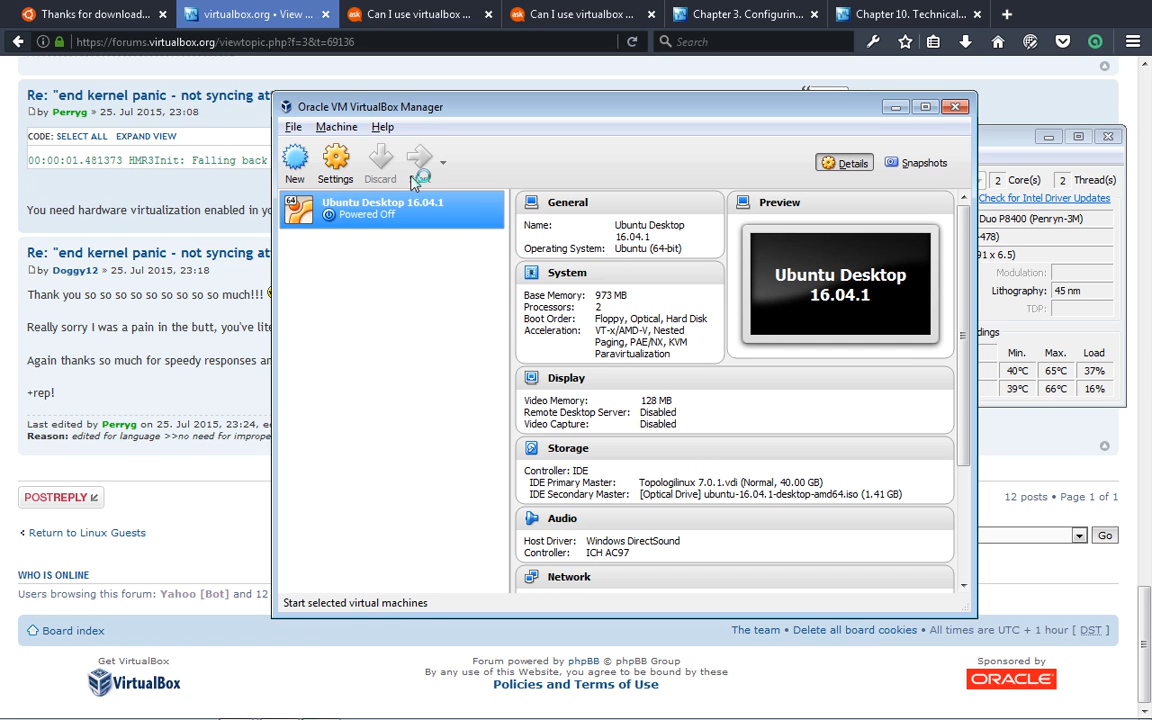 Thanks for download...
virtualbox.org • View ...
Can I use virtualbox ...
Can I use virtualbox ...
Chapter 3. Configurin...
Chapter 10. Technical...
https://forums.virtualbox.org/viewtopic.php?f=3&t=69136
Search
Re: "end kernel panic - not syncing at
by Perryg » 25. Jul 2015, 23:08
CODE: SELECT ALL EXPAND VIEW
00:00:01.481373 HMR3Init: Falling back
You need hardware virtualization enabled in yo
Re: "end kernel panic - not syncing at
by Doggy12 » 25. Jul 2015, 23:18
Thank you so so so so so so so so much!!!
Really sorry I was a pain in the butt, you've lite
Again thanks so much for speedy responses an
+rep!
Last edited by Perryg on 25. Jul 2015, 23:24, e
Reason: edited for language >>no need for imprope
POSTREPLY
Return to Linux Guests
12 posts • Page 1 of 1
Go
WHO IS ONLINE
Users browsing this forum: Yahoo [Bot] and 12
Board index
The team • Delete all board cookies • All times are UTC + 1 hour [ DST ]
Get VirtualBox
VirtualBox
Forum powered by phpBB © phpBB Group
By any use of this Website, you agree to be bound by these
Policies and Terms of Use
Sponsored by
ORACLE
Oracle VM VirtualBox Manager
File Machine Help
New
Settings
Discard
Details
Snapshots
64
Ubuntu Desktop 16.04.1
Powered Off
General
Name: Ubuntu Desktop
16.04.1
Operating System: Ubuntu (64-bit)
System
Base Memory: 973 MB
Processors: 2
Boot Order: Floppy, Optical, Hard Disk
Acceleration: VT-x/AMD-V, Nested
Paging, PAE/NX, KVM
Paravirtualization
Preview
Ubuntu Desktop
16.04.1
Display
Video Memory: 128 MB
Remote Desktop Server: Disabled
Video Capture: Disabled
Storage
Controller: IDE
IDE Primary Master: Topologilinux 7.0.1.vdi (Normal, 40.00 GB)
IDE Secondary Master: [Optical Drive] ubuntu-16.04.1-desktop-amd64.iso (1.41 GB)
Audio
Host Driver: Windows DirectSound
Controller: ICH AC97
Network
Start selected virtual machines
2 Core(s) 2 Thread(s)
Check for Intel Driver Updates
Duo P8400 (Penryn-3M)
-478)
91 x 6.5)
Modulation:
Lithography: 45 nm
TDP:
dings
Min. Max. Load
40°C 65°C 37%
39°C 66°C 16%